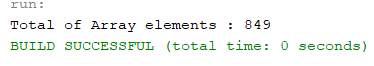 run:
Total of Array elements : 849
BUILD SUCCESSFUL (total time: 0 seconds)